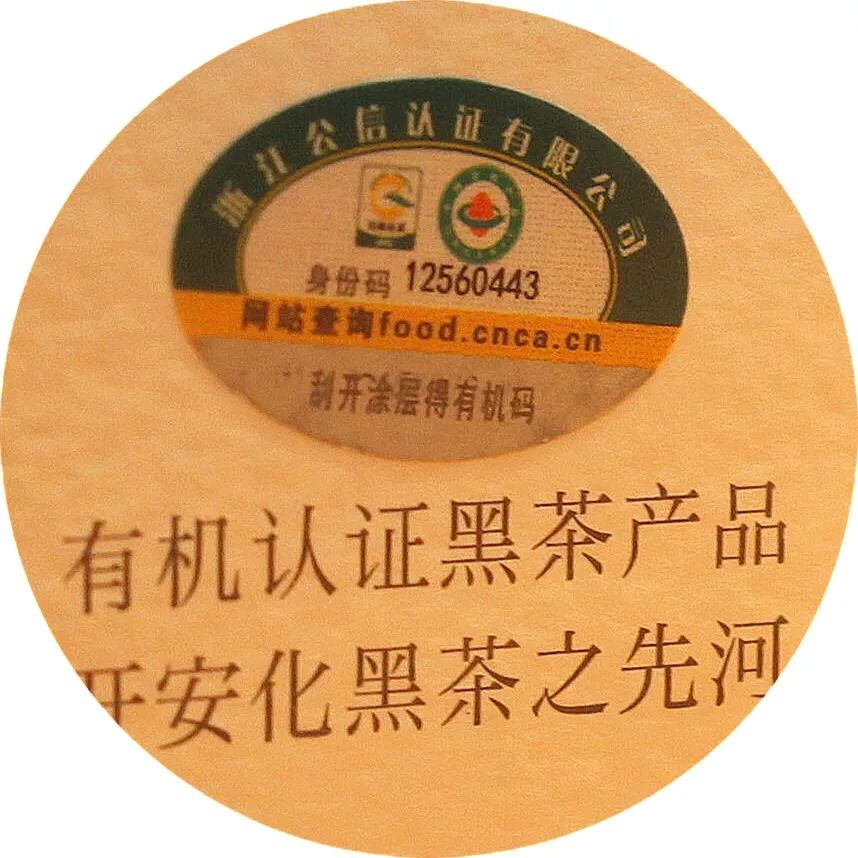 浙江公信认证有限公司
身份码 12560443
网站查询food.cnca.cn
刮开涂层得有机码
有机认证黑茶产品
开安化黑茶之先河